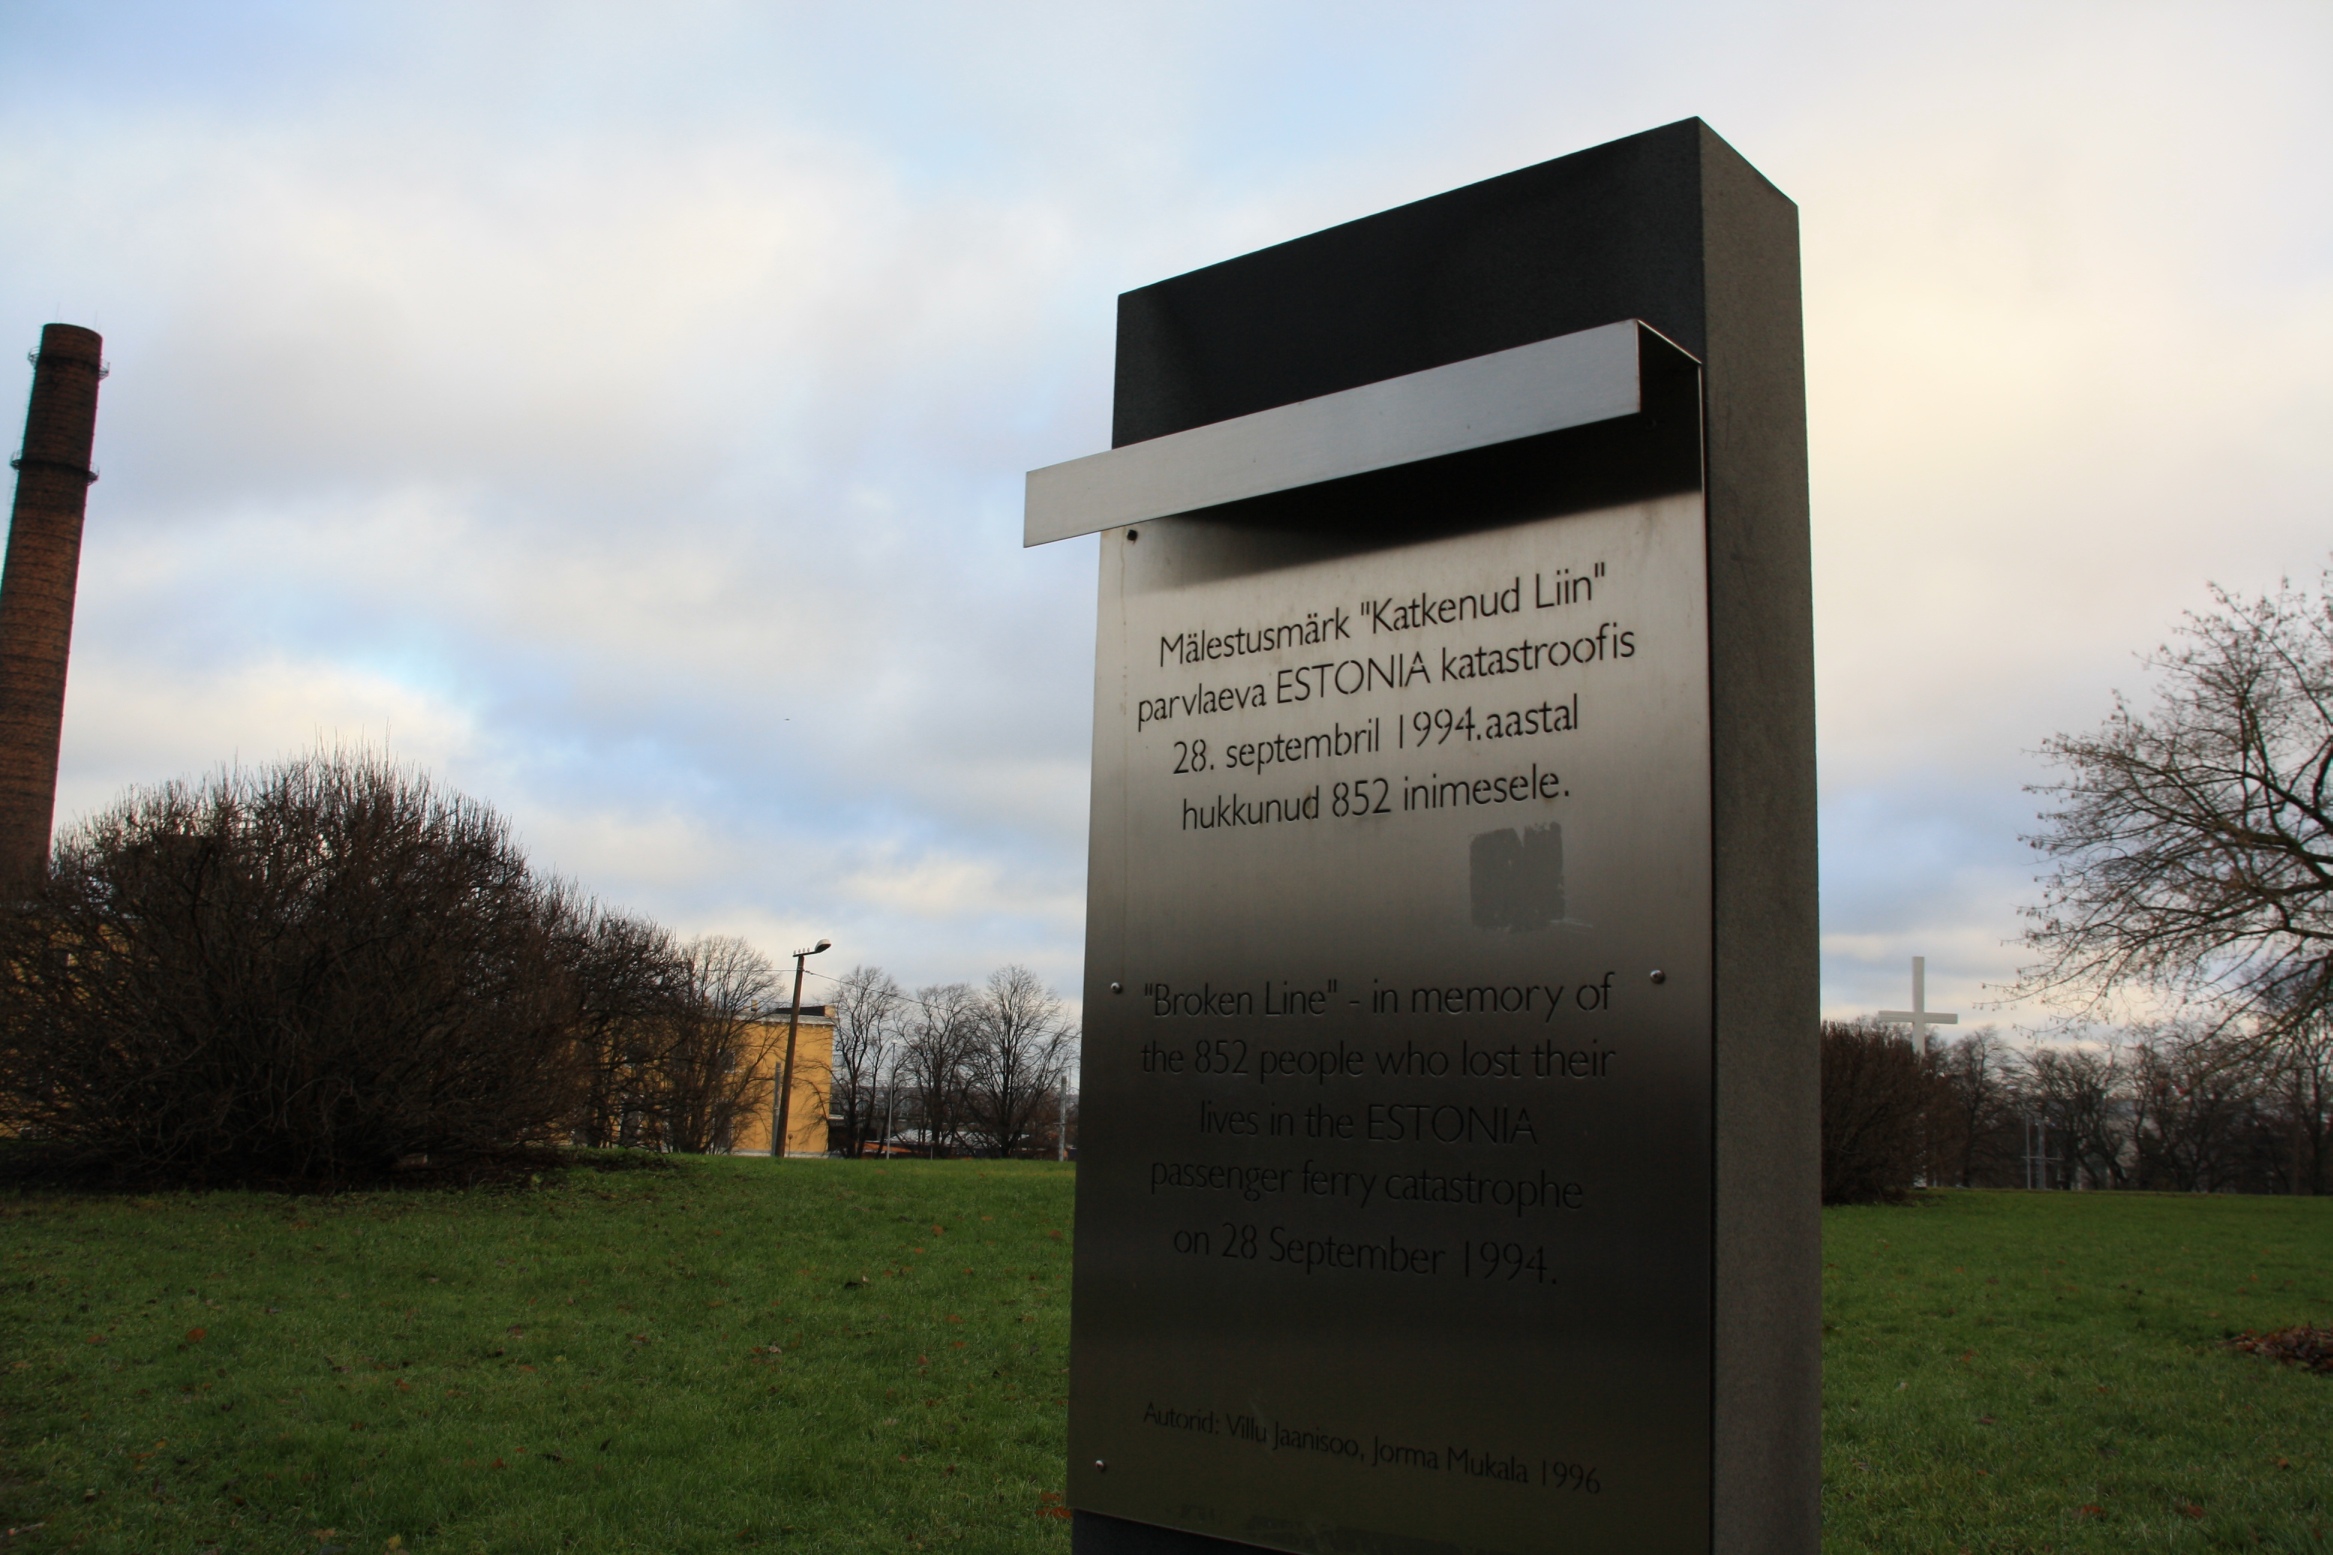 Mälestusmärk "Katkenud Liin"
parvlaeva ESTONIA katastroofis
28. septembril 1994.aastal
hukkunud 852 inimesele.
"Broken Line" - in memory of
the 852 people who lost their
lives in the ESTONIA
passenger ferry catastrophe
on 28 September 1994.
Autorid: Villu Jaanisoo, Jorma Mukala 1996